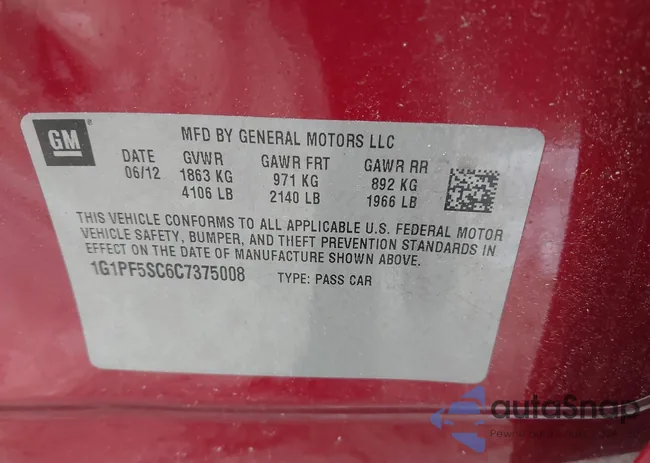 GM
MFD BY GENERAL MOTORS LLC
DATE GVWR GAWR FRT GAWR RR
06/12 1863 KG 971 KG 892 KG
4106 LB 2140 LB 1966 LB
THIS VEHICLE CONFORMS TO ALL APPLICABLE U.S. FEDERAL MOTOR
VEHICLE SAFETY, BUMPER, AND THEFT PREVENTION STANDARDS IN
EFFECT ON THE DATE OF MANUFACTURE SHOWN ABOVE.
1G1PF5SC6C7375008 TYPE: PASS CAR
autoSnap